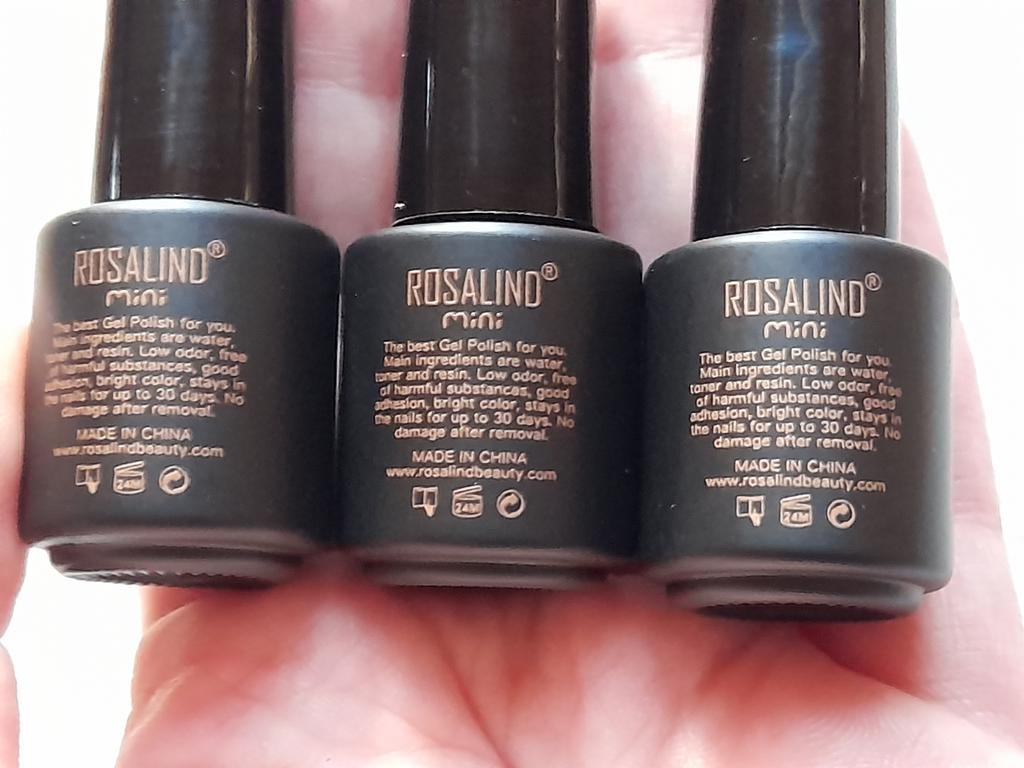 ROSALIND®
mini
The best Gel Polish for you.
Main ingredients are water,
toner and resin. Low odor, free
of harmful substances, good
adhesion, bright color, stays in
the nails for up to 30 days. No
damage after removal.
MADE IN CHINA
www.rosalindbeauty.com
24M
ROSALIND®
mini
The best Gel Polish for you.
Main ingredients are water,
toner and resin. Low odor, free
of harmful substances, good
adhesion, bright color, stays in
the nails for up to 30 days. No
damage after removal.
MADE IN CHINA
www.rosalindbeauty.com
24M
ROSALIND®
mini
The best Gel Polish for you.
Main ingredients are water,
toner and resin. Low odor, free
of harmful substances, good
adhesion, bright color, stays in
the nails for up to 30 days. No
damage after removal.
MADE IN CHINA
www.rosalindbeauty.com
24M